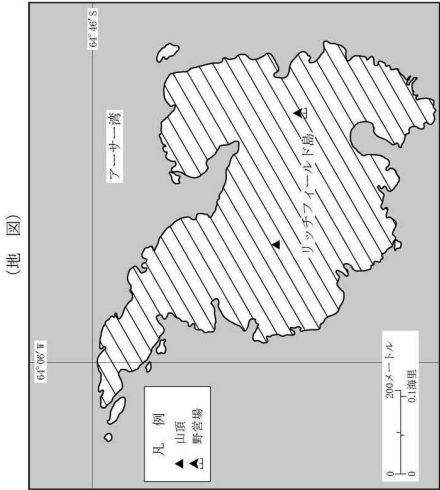 (地 図)
64°06′W
64°46′S
アーサー湾
リッチフィールド島
凡 例
山頂
野営場
0 200メートル
0 0.1海里